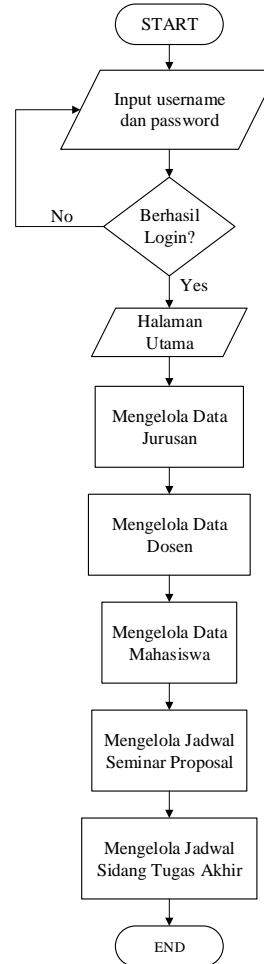 START
Input username
dan password
Berhasil
Login?
No
Yes
Halaman
Utama
Mengelola Data
Jurusan
Mengelola Data
Dosen
Mengelola Data
Mahasiswa
Mengelola Jadwal
Seminar Proposal
Mengelola Jadwal
Sidang Tugas Akhir
END